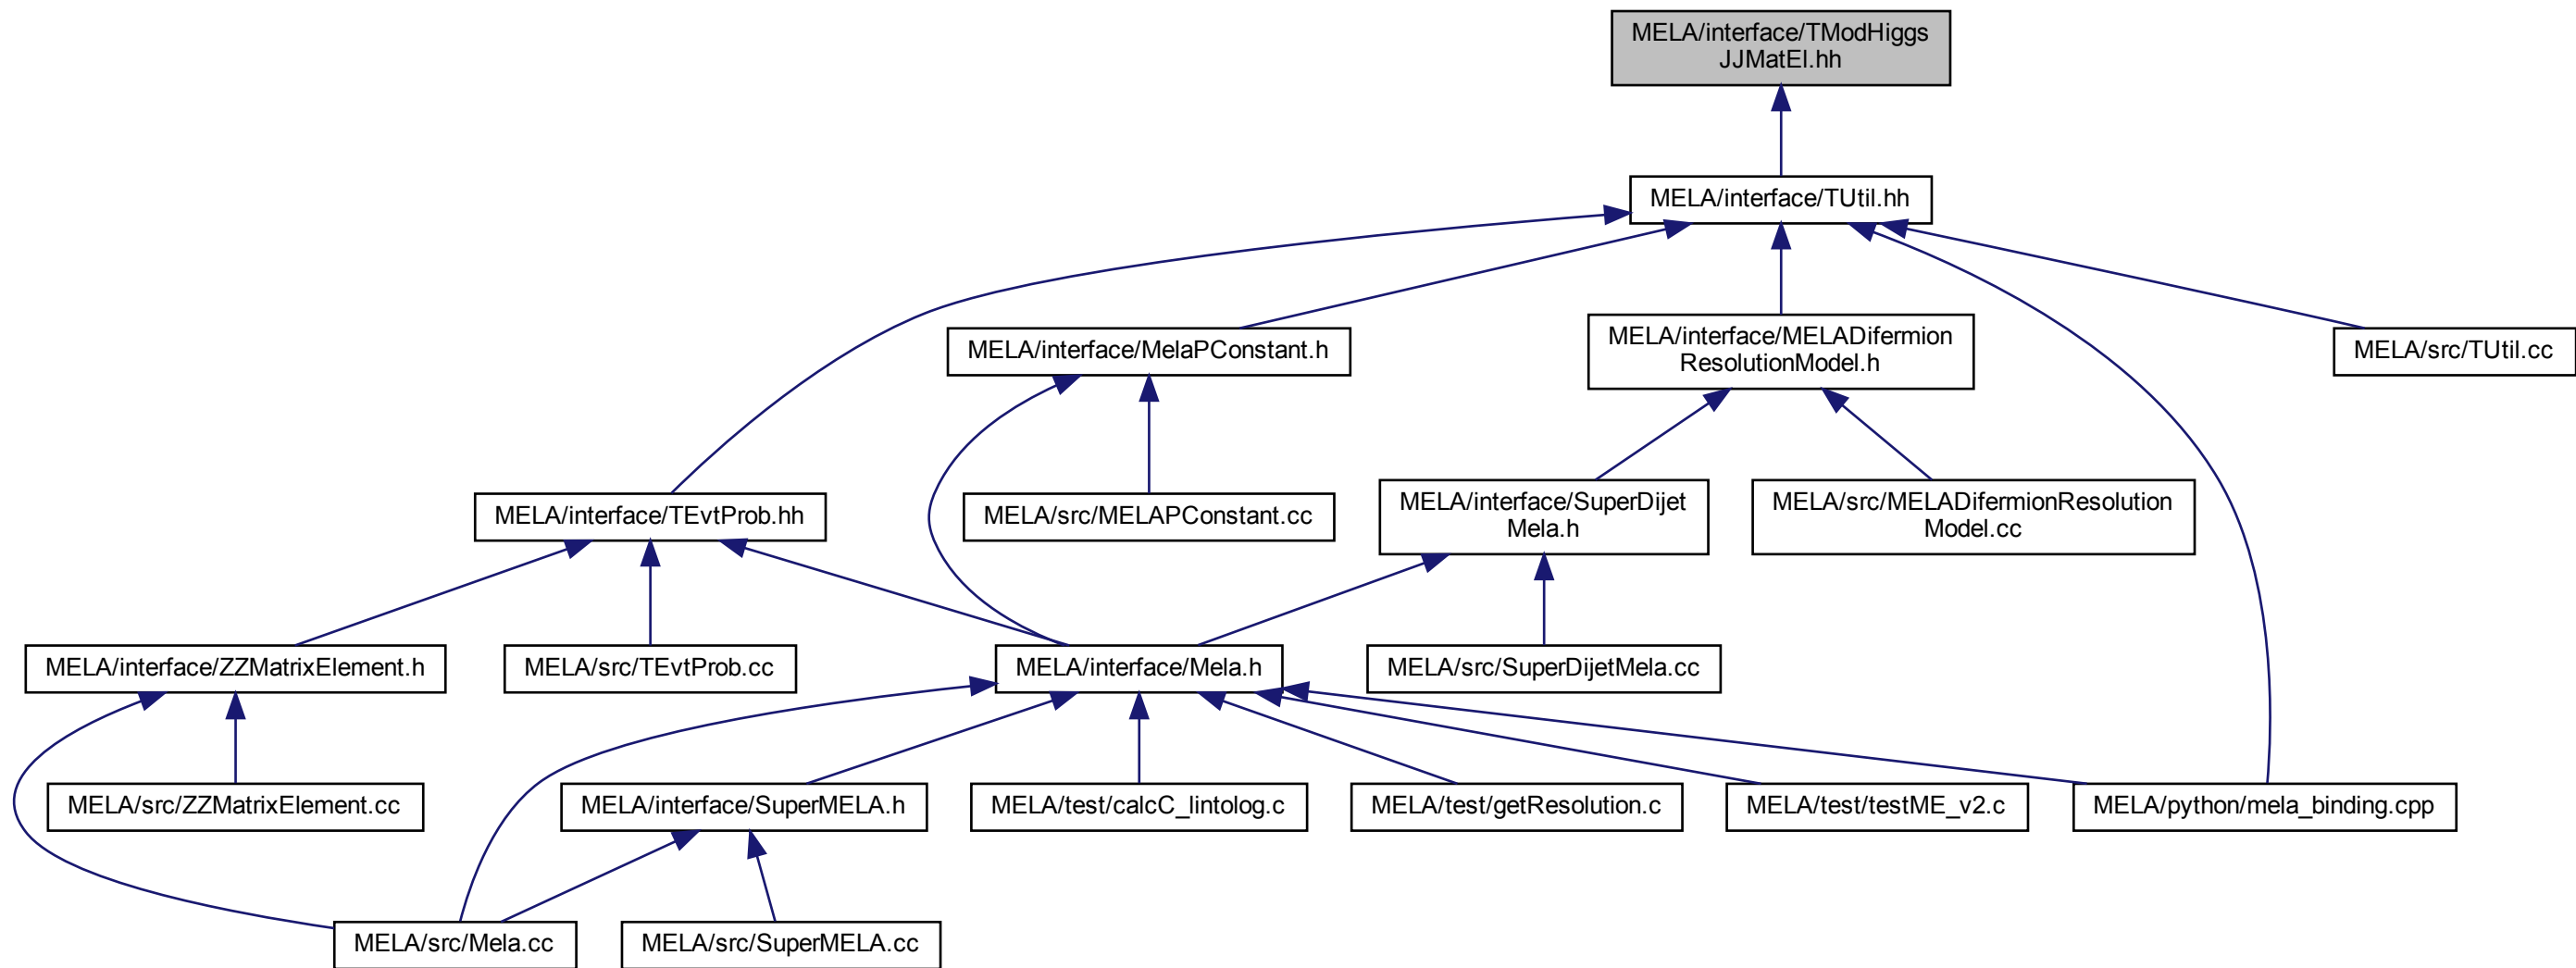 MELA/interface/TModHiggs
JJMatEl.hh
MELA/interface/TUtil.hh
MELA/interface/MelaPConstant.h
MELA/interface/MELADifermion
ResolutionModel.h
MELA/src/TUtil.cc
MELA/interface/TEvtProb.hh
MELA/src/MELAPConstant.cc
MELA/interface/SuperDijet
Mela.h
MELA/src/MELADifermionResolution
Model.cc
MELA/interface/ZZMatrixElement.h
MELA/src/TEvtProb.cc
MELA/interface/Mela.h
MELA/src/SuperDijetMela.cc
MELA/src/ZZMatrixElement.cc
MELA/interface/SuperMELA.h
MELA/test/calcC_lintolog.c
MELA/test/getResolution.c
MELA/test/testME_v2.c
MELA/python/mela_binding.cpp
MELA/src/Mela.cc
MELA/src/SuperMELA.cc